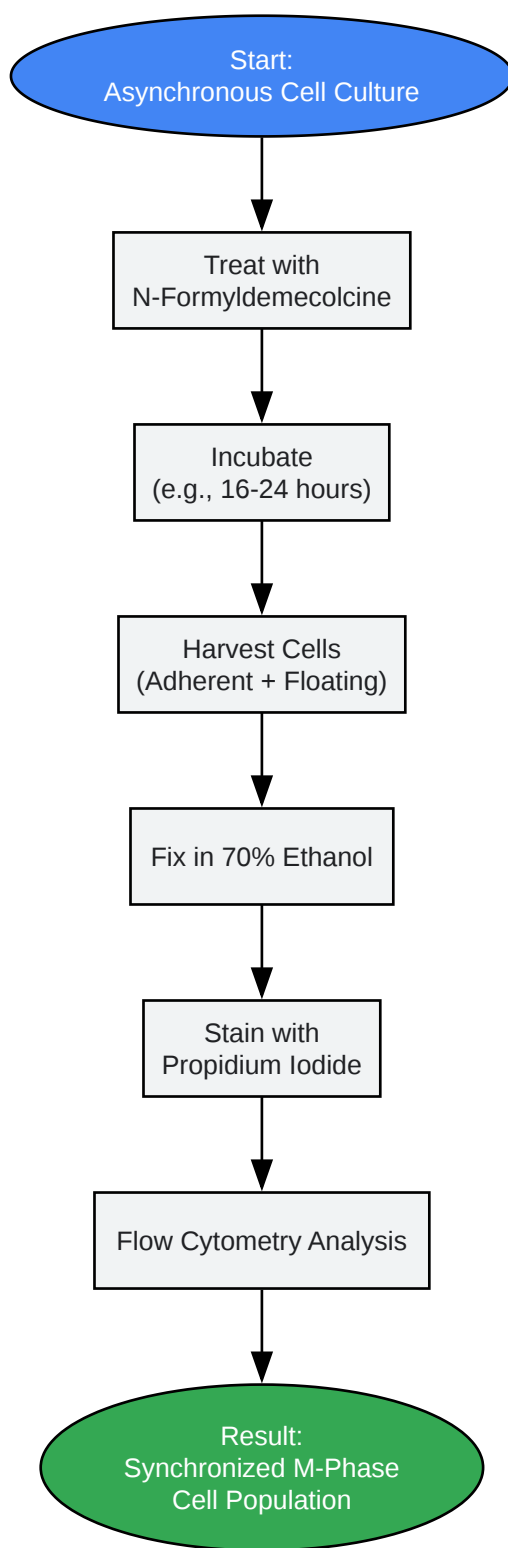 Start:
Asynchronous Cell Culture
Treat with
N-Formyldemecolcine
Incubate
(e.g., 16-24 hours)
Harvest Cells
(Adherent + Floating)
Fix in 70% Ethanol
Stain with
Propidium Iodide
Flow Cytometry Analysis
Result:
Synchronized M-Phase
Cell Population